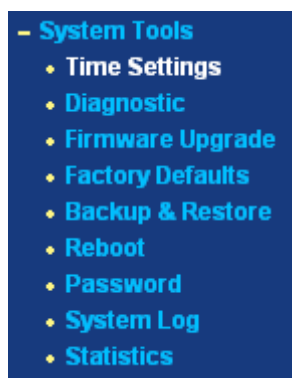 – System Tools
• Time Settings
• Diagnostic
• Firmware Upgrade
• Factory Defaults
• Backup & Restore
• Reboot
• Password
• System Log
• Statistics